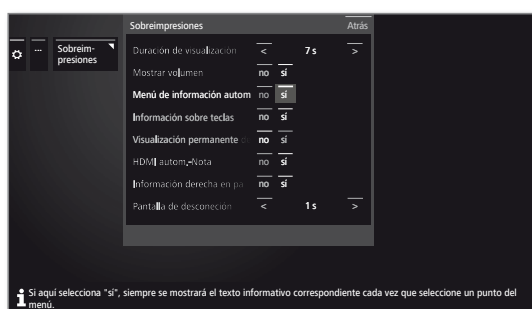 Sobreimpresiones Atrás
... Sobreim-
presiones
Duración de visualización < 7 s >
Mostrar volumen no sí
Menú de información autom no sí
Información sobre teclas no sí
Visualización permanente de no sí
HDMI autom.-Nota no sí
Información derecha en pa no sí
Pantalla de desconeción < 1 s >
Si aquí selecciona "sí", siempre se mostrará el texto informativo correspondiente cada vez que seleccione un punto del
menú.